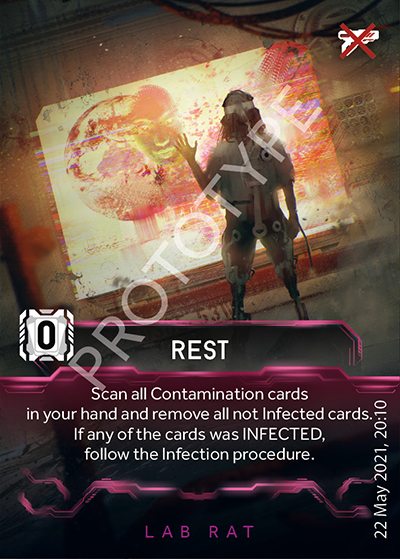 PROTOTYPE
0
REST
Scan all Contamination cards
in your hand and remove all not Infected cards.
If any of the cards was INFECTED,
follow the Infection procedure.
LAB RAT
22 May 2021, 20:10